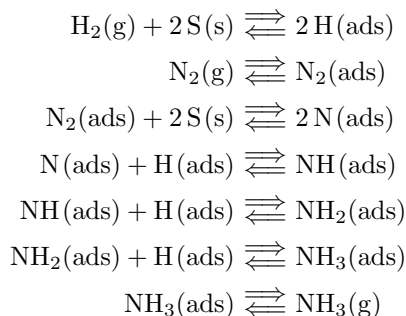 H₂(g) + 2 S(s) ⇌ 2 H(ads)
N₂(g) ⇌ N₂(ads)
N₂(ads) + 2 S(s) ⇌ 2 N(ads)
N(ads) + H(ads) ⇌ NH(ads)
NH(ads) + H(ads) ⇌ NH₂(ads)
NH₂(ads) + H(ads) ⇌ NH₃(ads)
NH₃(ads) ⇌ NH₃(g)